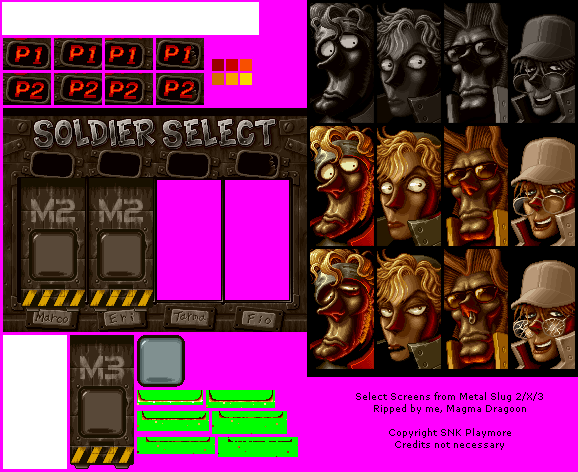 P1 P1 P1 P1
P2 P2 P2 P2
SOLDIER SELECT
M2 M2
Marco Eri Tarma Fio
M3
Select Screens from Metal Slug 2/X/3
Ripped by me, Magma Dragoon
Copyright SNK Playmore
Credits not necessary